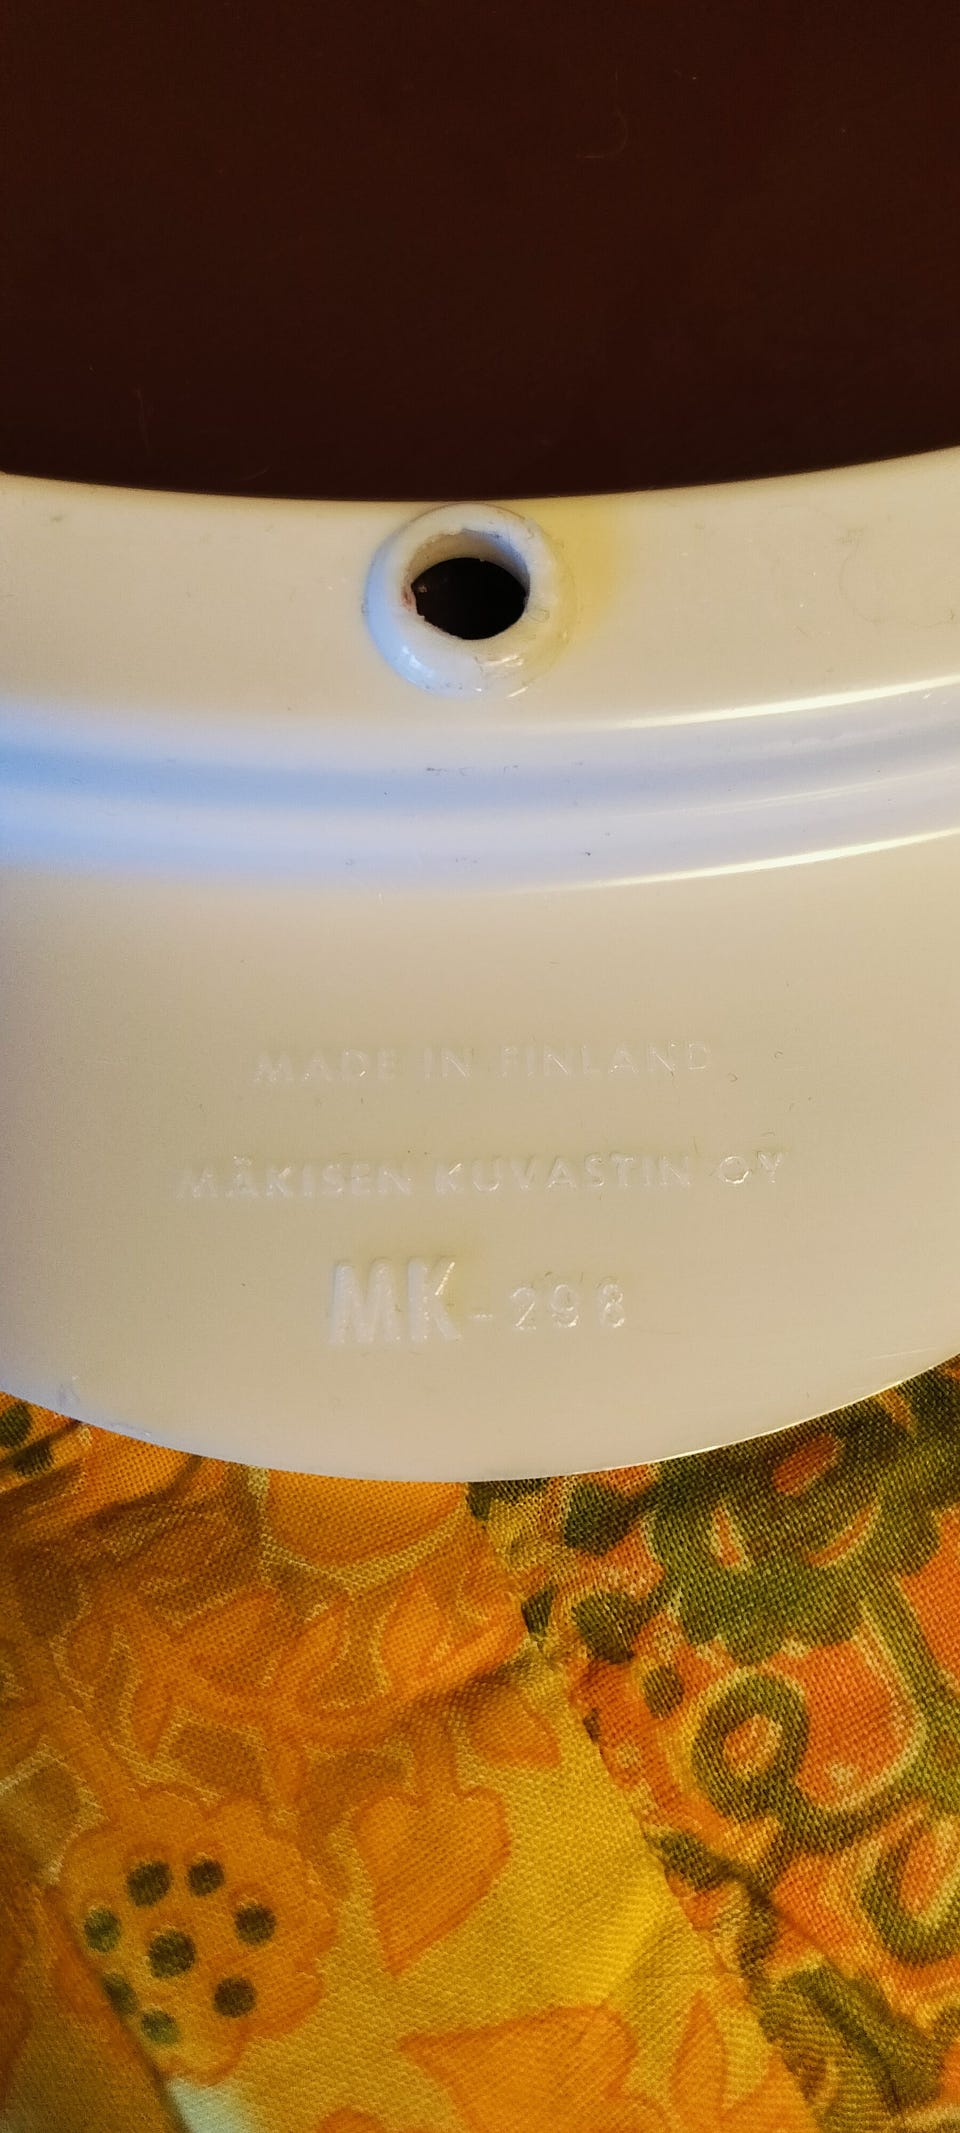 MADE IN FINLAND
MÄKISEN KUVASTIN OY
MK-298